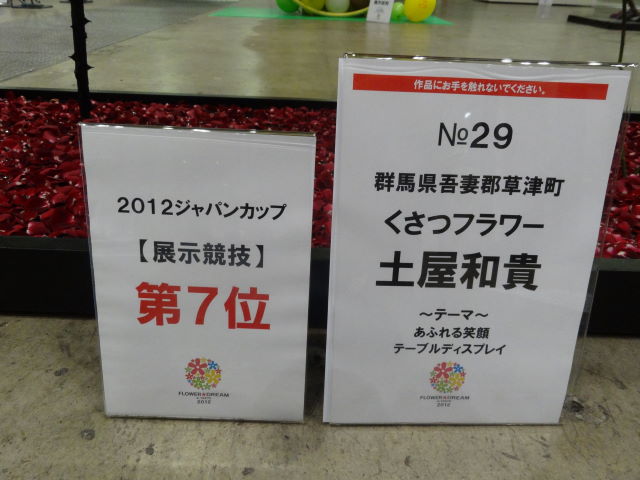 2012ジャパンカップ
【展示競技】
第7位
FLOWER DREAM
2012
作品にお手を触れないでください。
№29
群馬県吾妻郡草津町
くさつフラワー
土屋和貴
～テーマ～
あふれる笑顔
テーブルディスプレイ
FLOWER DREAM
2012